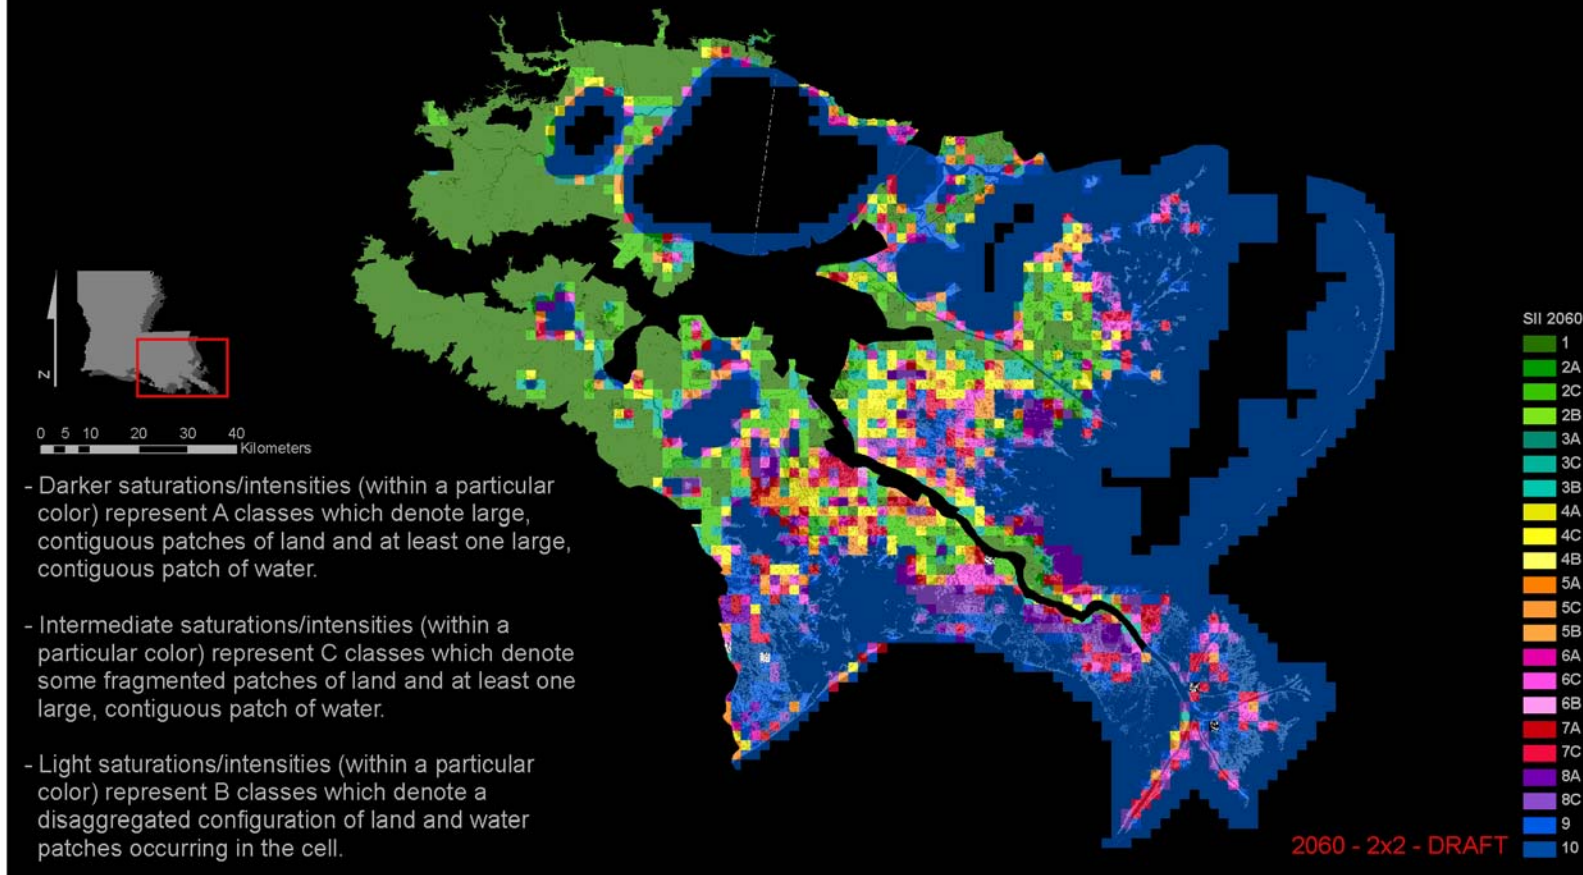 N
0 5 10 20 30 40
Kilometers
- Darker saturations/intensities (within a particular
color) represent A classes which denote large,
contiguous patches of land and at least one large,
contiguous patch of water.
- Intermediate saturations/intensities (within a
particular color) represent C classes which denote
some fragmented patches of land and at least one
large, contiguous patch of water.
- Light saturations/intensities (within a particular
color) represent B classes which denote a
disaggregated configuration of land and water
patches occurring in the cell.
SII 2060
1
2A
2C
2B
3A
3C
3B
4A
4C
4B
5A
5C
5B
6A
6C
6B
7A
7C
8A
8C
9
10
2060 - 2x2 - DRAFT